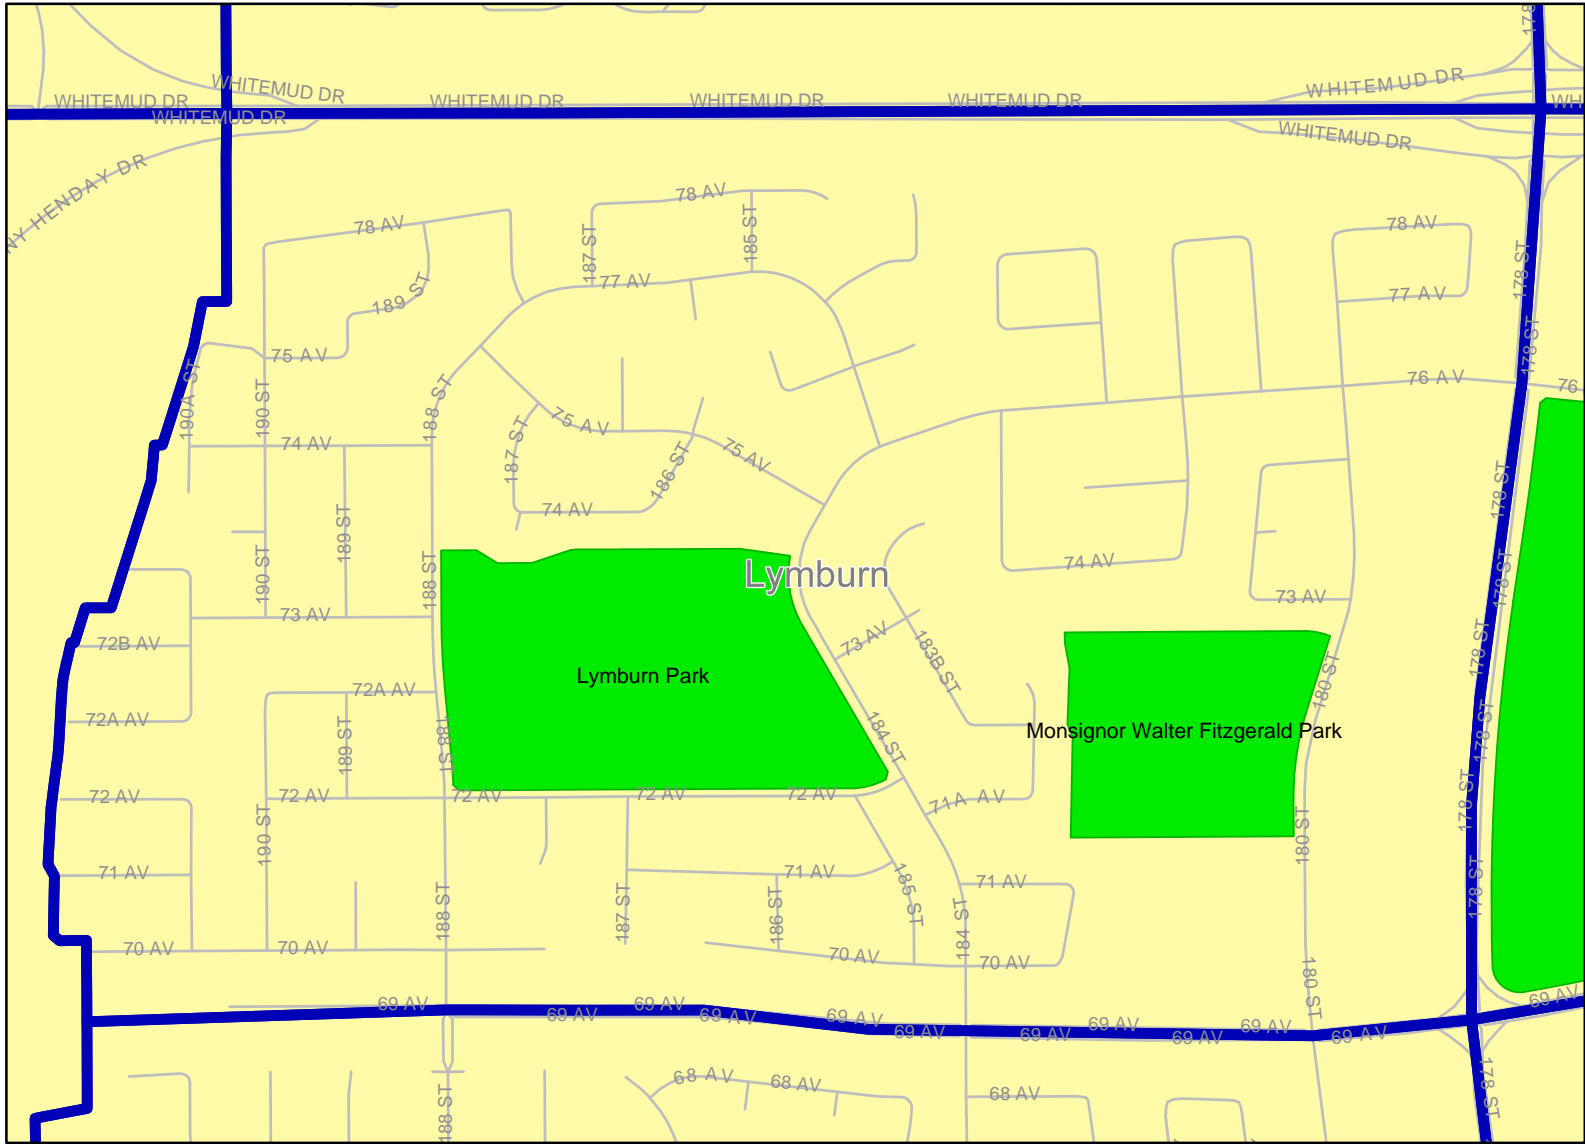 178
WHITEMUD DR
WHITEMUD DR
WHITEMUD DR
WHITEMUD DR
WHITEMUD DR
WHITEMUD DR
WH
WHITEMUD DR
WHITEMUD DR
NY HENDAY DR
78 AV
78 AV
78 AV
187 ST
185 ST
178 ST
189 ST
77 AV
77 AV
75 AV
178 ST
190A ST
190 ST
188 ST
76 AV
76
75 AV
187 ST
74 AV
75 AV
186 ST
178 ST
74 AV
189 ST
190 ST
188 ST
74 AV
178 ST
Lymburn
73 AV
73 AV
73 AV
183B ST
178 ST
72B AV
Lymburn Park
180 ST
72A AV
72A AV
189 ST
188 ST
184 ST
Monsignor Walter Fitzgerald Park
178 ST
72 AV
72 AV
72 AV
72 AV
72 AV
71A AV
178 ST
190 ST
180 ST
71 AV
71 AV
71 AV
185 ST
178 ST
188 ST
187 ST
186 ST
184 ST
70 AV
70 AV
70 AV
70 AV
180 ST
69 AV
69 AV
69 AV
69 AV
69 AV
69 AV
69 AV
69 AV
69 AV
69 AV
69 AV
69 AV
69 AV
68 AV
68 AV
68 AV
178 ST
188 ST